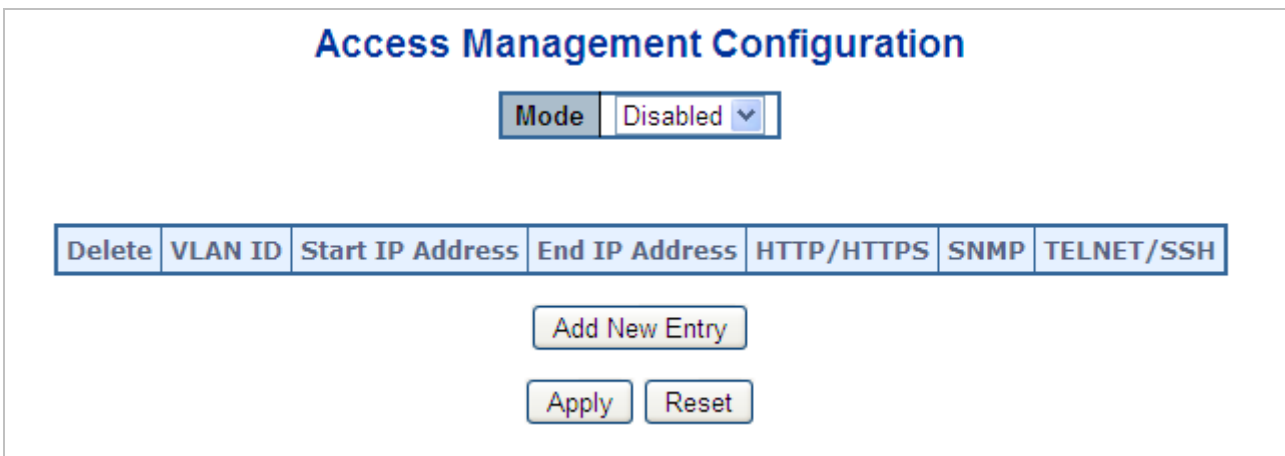 Access Management Configuration
Mode Disabled
Delete VLAN ID Start IP Address End IP Address HTTP/HTTPS SNMP TELNET/SSH
Add New Entry
Apply Reset